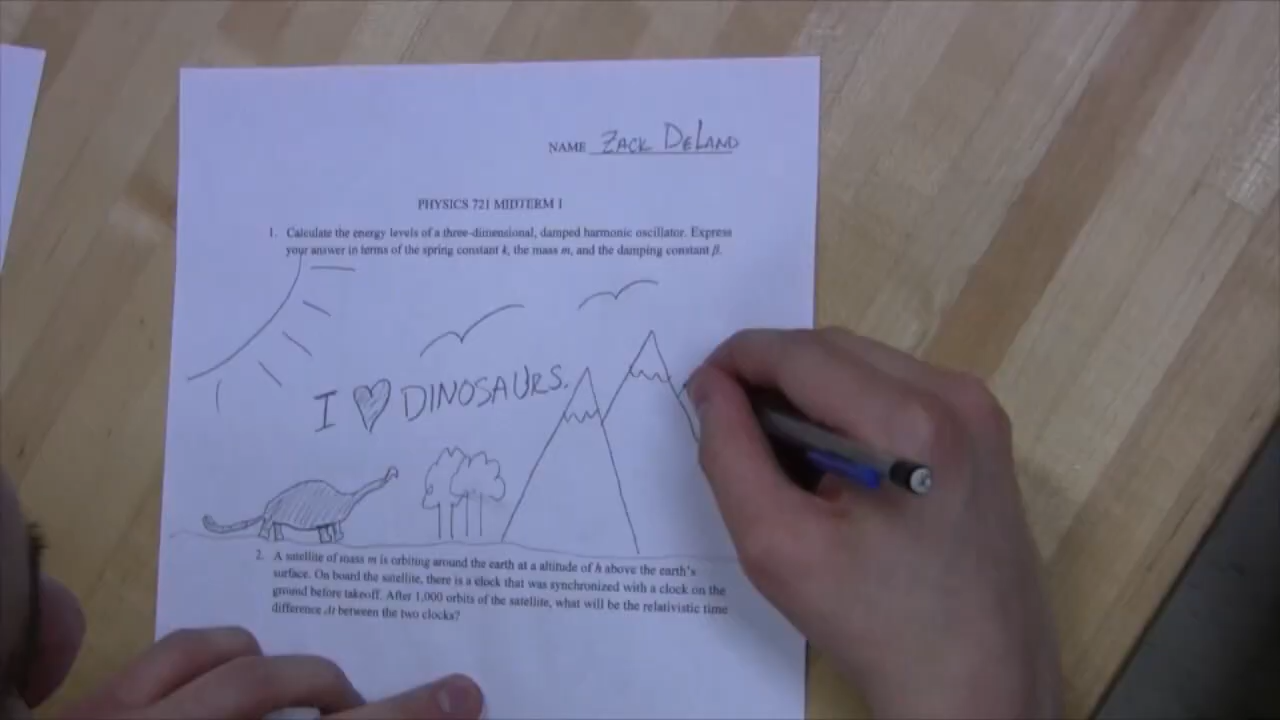 NAME ZACK DELAND
PHYSICS 721 MIDTERM 1
1. Calculate the energy levels of a three-dimensional, damped harmonic oscillator. Express
your answer in terms of the spring constant k, the mass m, and the damping constant β.
I ♥ DINOSAURS.
2. A satellite of mass m is orbiting around the earth at a altitude of h above the earth's
surface. On board the satellite, there is a clock that was synchronized with a clock on the
ground before takeoff. After 1,000 orbits of the satellite, what will be the relativistic time
difference Δt between the two clocks?